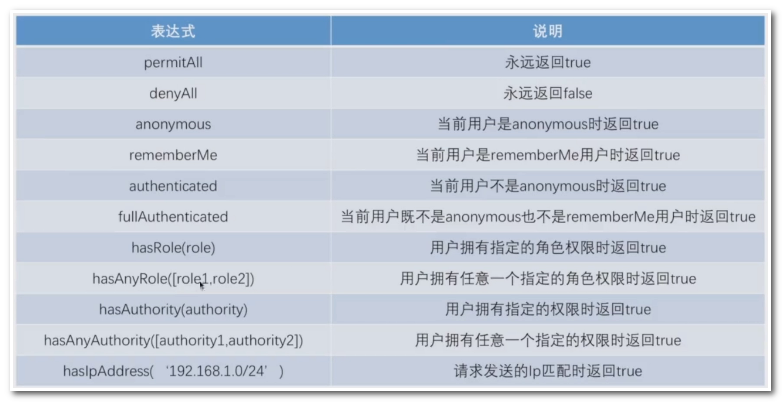 表达式 说明
permitAll 永远返回true
denyAll 永远返回false
anonymous 当前用户是anonymous时返回true
rememberMe 当前用户是rememberMe用户时返回true
authenticated 当前用户不是anonymous时返回true
fullAuthenticated 当前用户既不是anonymous也不是rememberMe用户时返回true
hasRole(role) 用户拥有指定的角色权限时返回true
hasAnyRole([role1,role2]) 用户拥有任意一个指定的角色权限时返回true
hasAuthority(authority) 用户拥有指定的权限时返回true
hasAnyAuthority([authority1,authority2]) 用户拥有任意一个指定的权限时返回true
hasIpAddress( ‘192.168.1.0/24’ ) 请求发送的Ip匹配时返回true